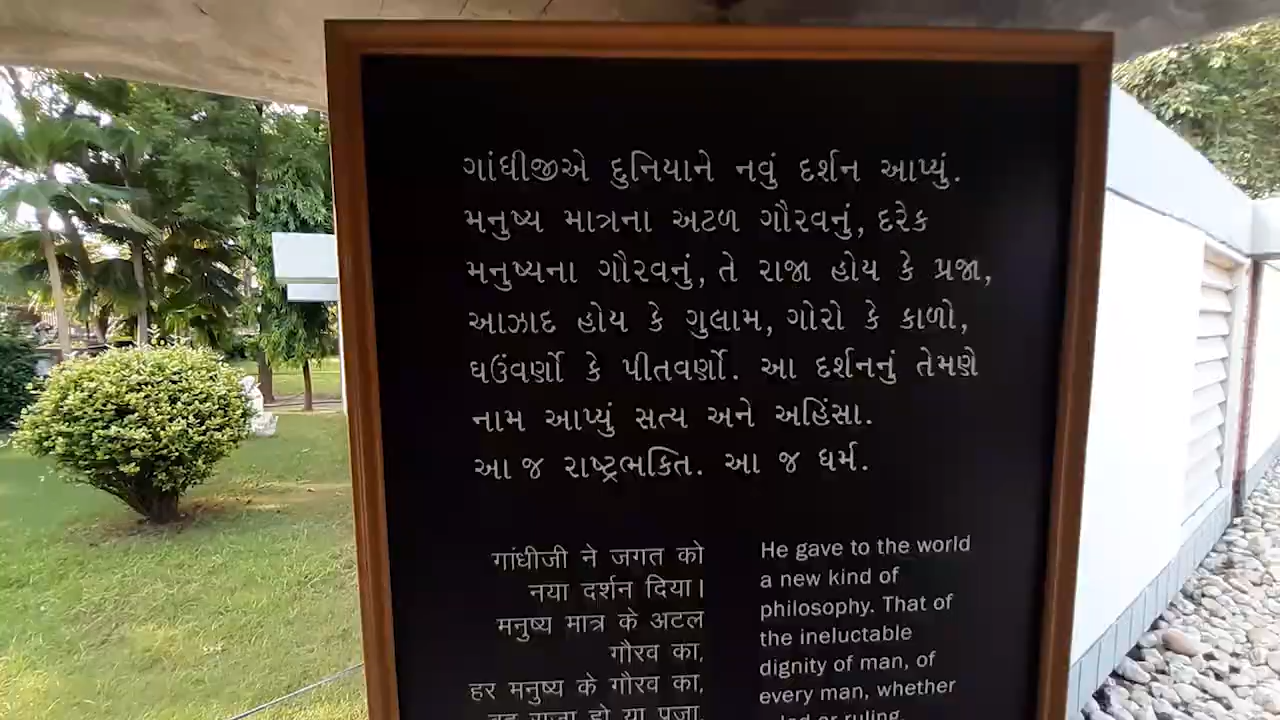 ગાંધીજીએ દુનિયાને નવું દર્શન આપ્યું.
મનુષ્ય માત્રના અટળ ગૌરવનું, દરેક
મનુષ્યના ગૌરવનું, તે રાજા હોય કે પ્રજા,
આઝાદ હોય કે ગુલામ, ગોરો કે કાળો,
ઘઉંવર્ણો કે પીતવર્ણો. આ દર્શનનું તેમણે
નામ આપ્યું સત્ય અને અહિંસા.
આ જ રાષ્ટ્રભક્તિ. આ જ ધર્મ.
गांधीजी ने जगत को
नया दर्शन दिया।
मनुष्य मात्र के अटल
गौरव का,
हर मनुष्य के गौरव का,
He gave to the world
a new kind of
philosophy. That of
the ineluctable
dignity of man, of
every man, whether
or ruling,